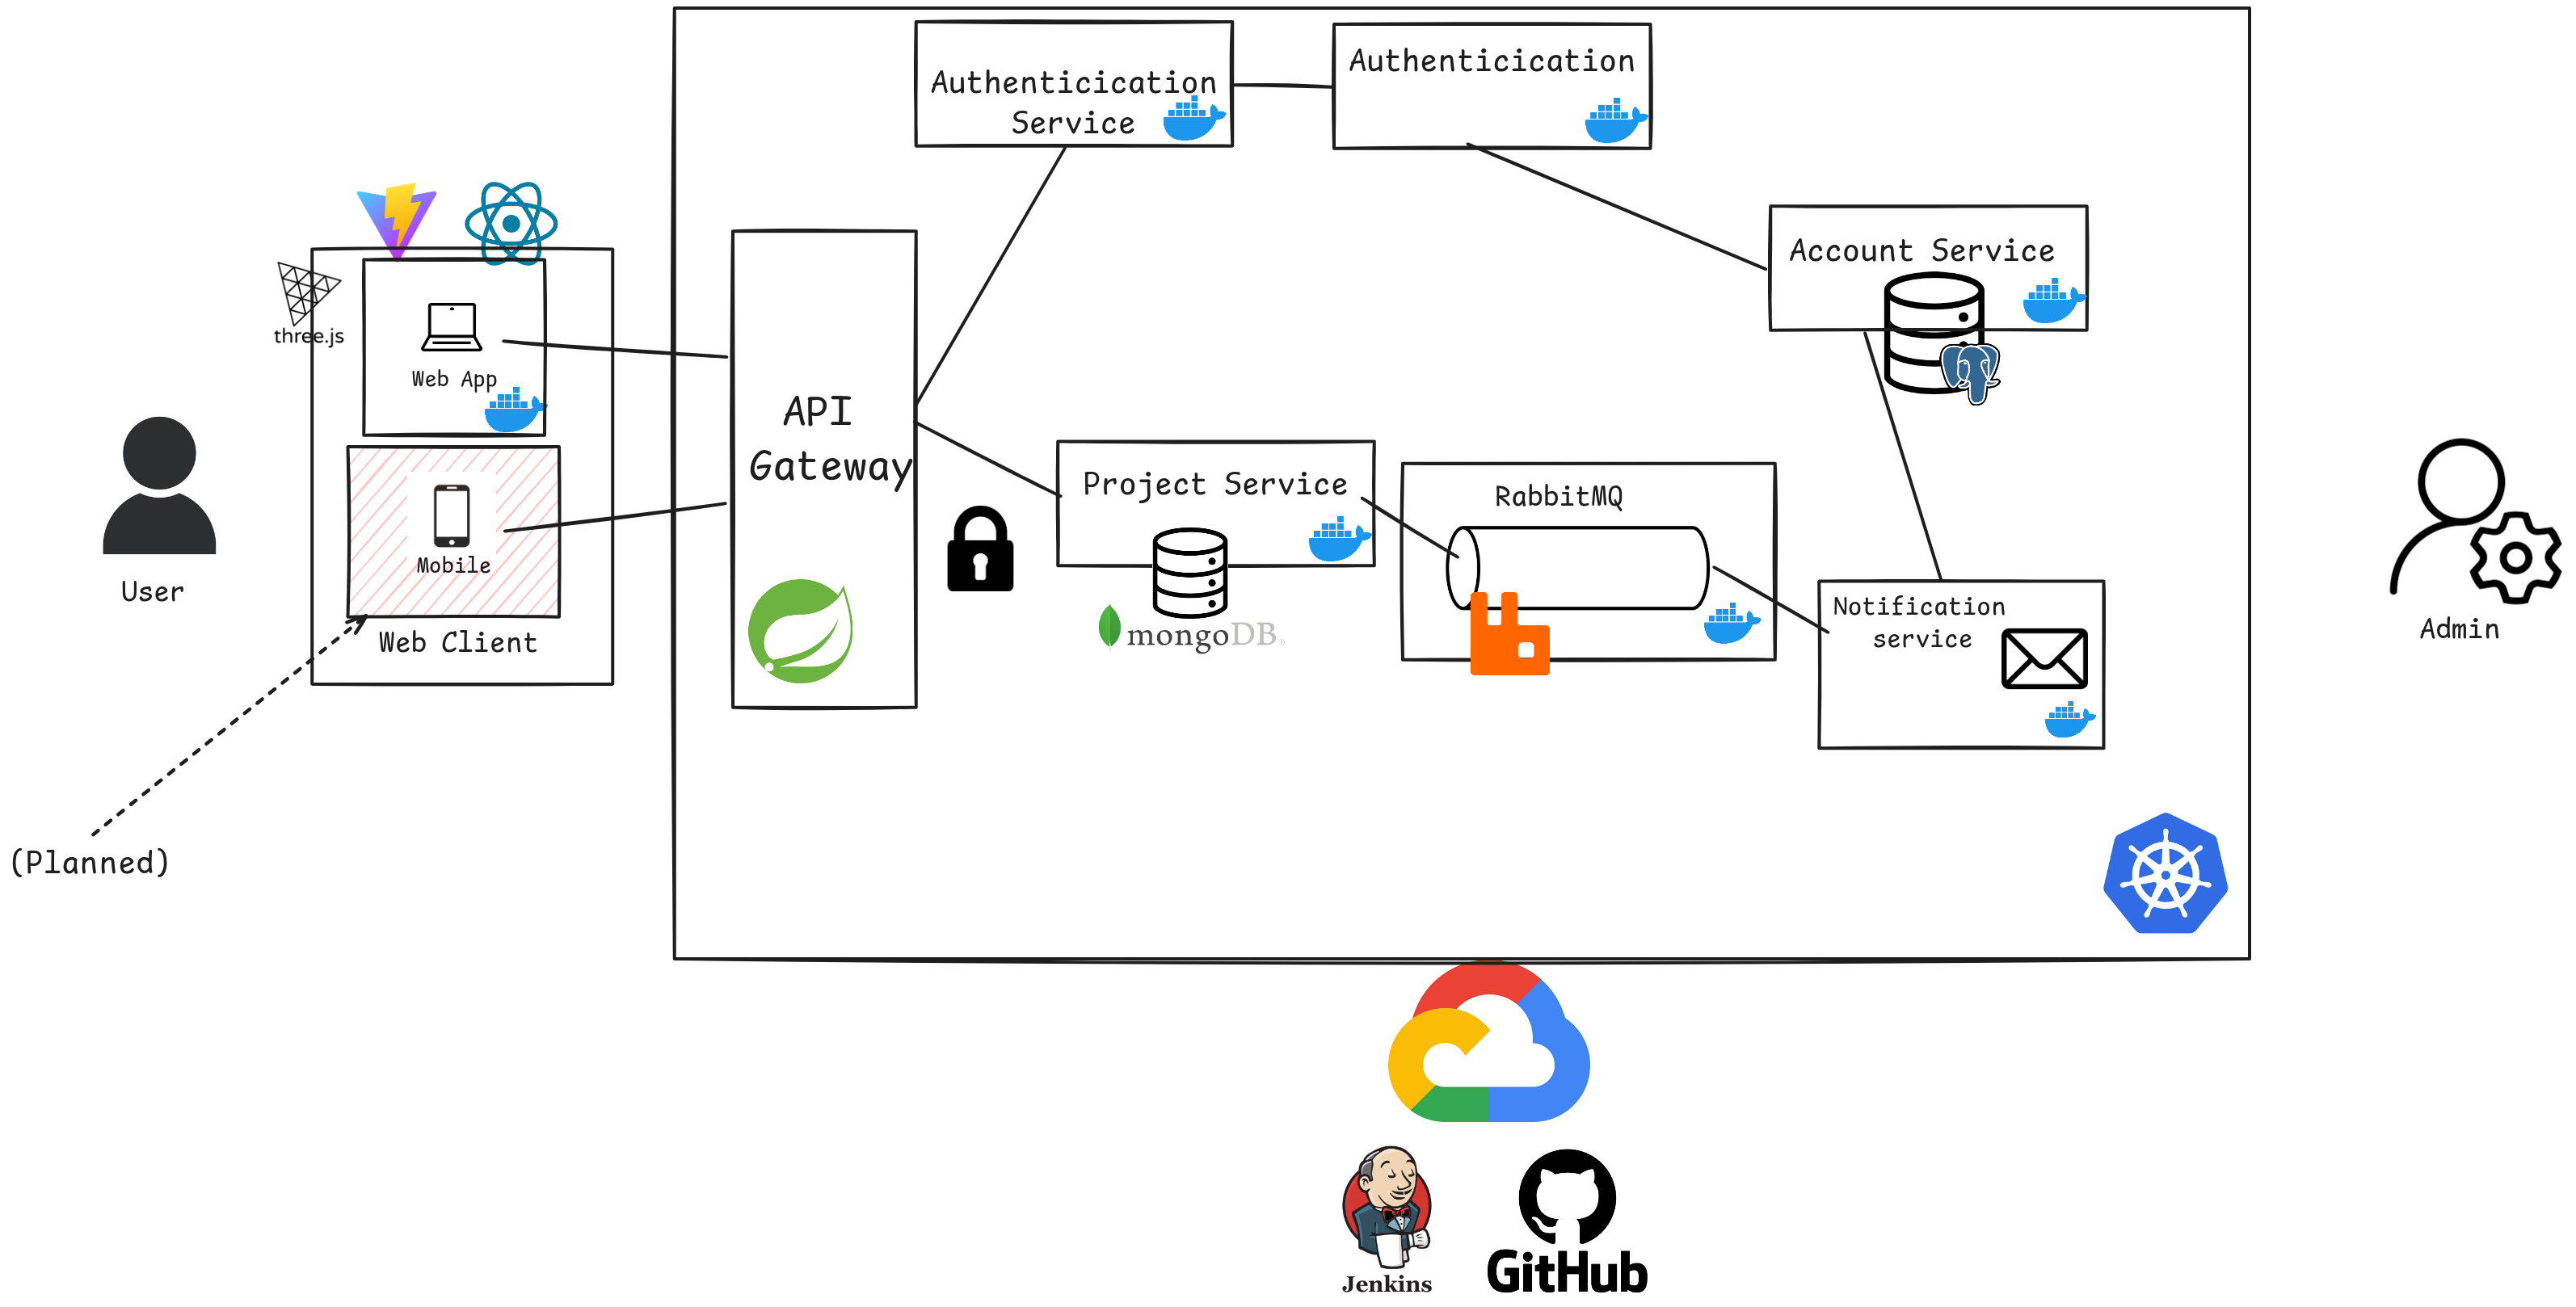 Authenticication
Service
Authenticication
Account Service
three.js
Web App
API
Gateway
Project Service
RabbitMQ
Mobile
User
Notification
service
Admin
mongoDB®
Web Client
(Planned)
Jenkins
GitHub